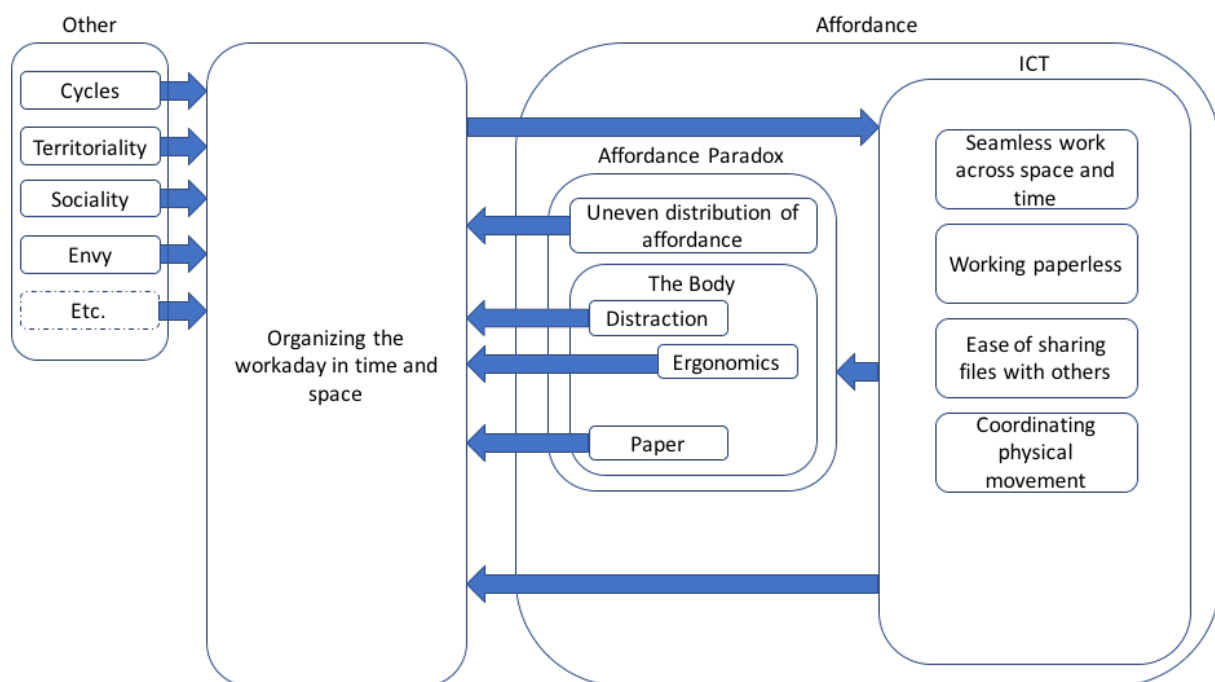 Other
Cycles
Territoriality
Sociality
Envy
Etc.
Organizing the
workaday in time and
space
Affordance
Affordance Paradox
Uneven distribution of
affordance
The Body
Distraction
Ergonomics
Paper
ICT
Seamless work
across space and
time
Working paperless
Ease of sharing
files with others
Coordinating
physical
movement